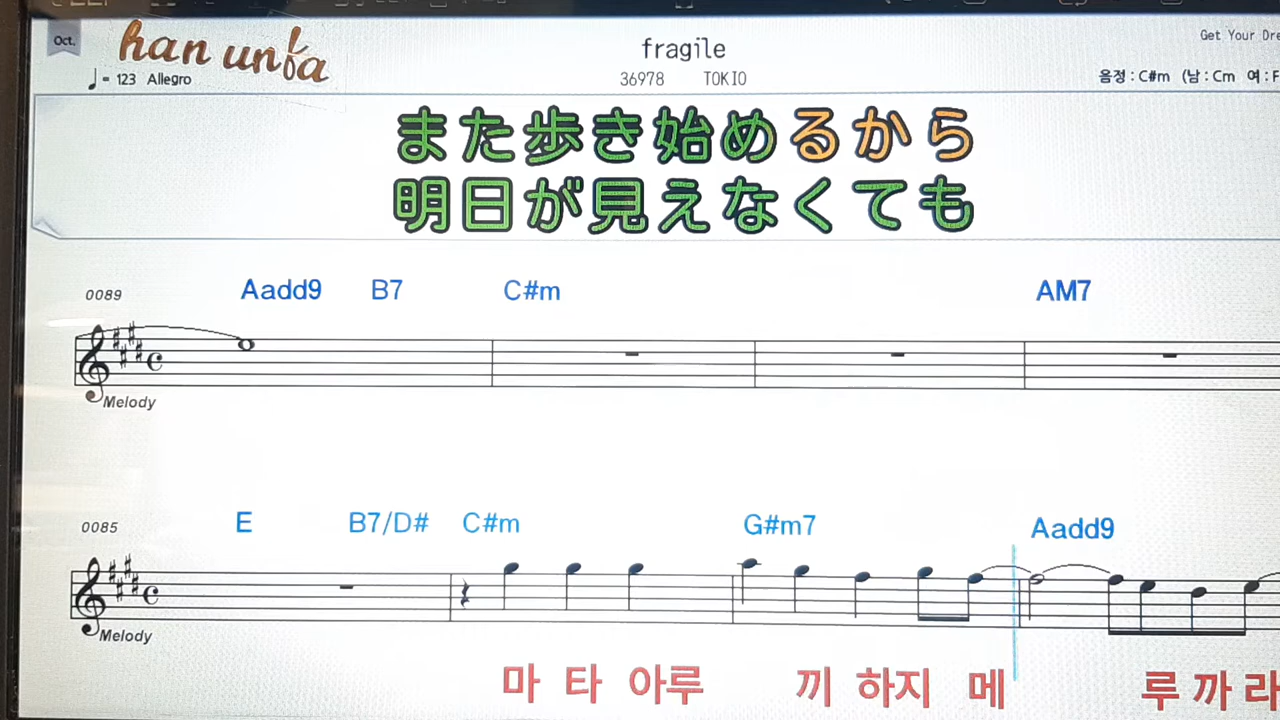 Oct.
han unba
fragile
Get Your Dre
♩= 123 Allegro
36978 TOKIO
음정 : C#m (남 : Cm 여 : F
また歩き始めるから
明日が見えなくても
0089 Aadd9 B7 C#m AM7
Melody
0085 E B7/D# C#m G#m7 Aadd9
Melody
마 타 아루 끼 하지 메 루 까 라